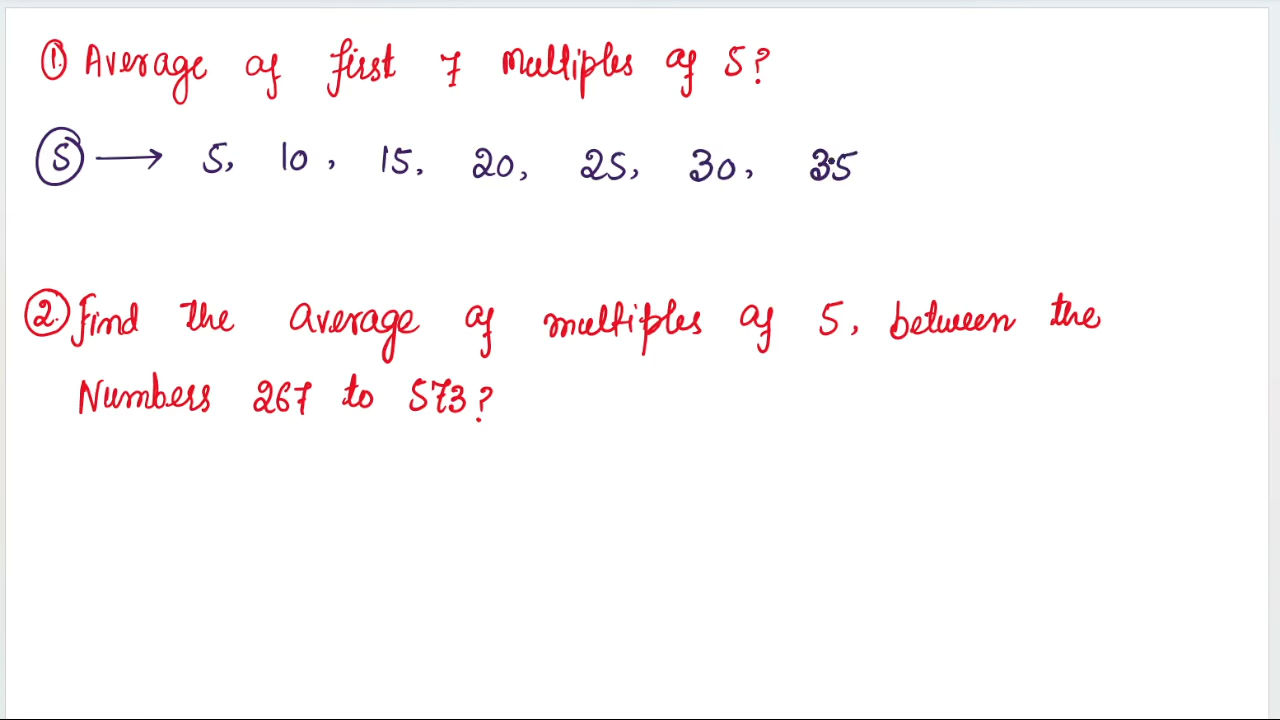 ① Average of first 7 multiples of 5?
⑤ → 5, 10, 15, 20, 25, 30, 35
② Find the average of multiples of 5, between the
Numbers 267 to 573?